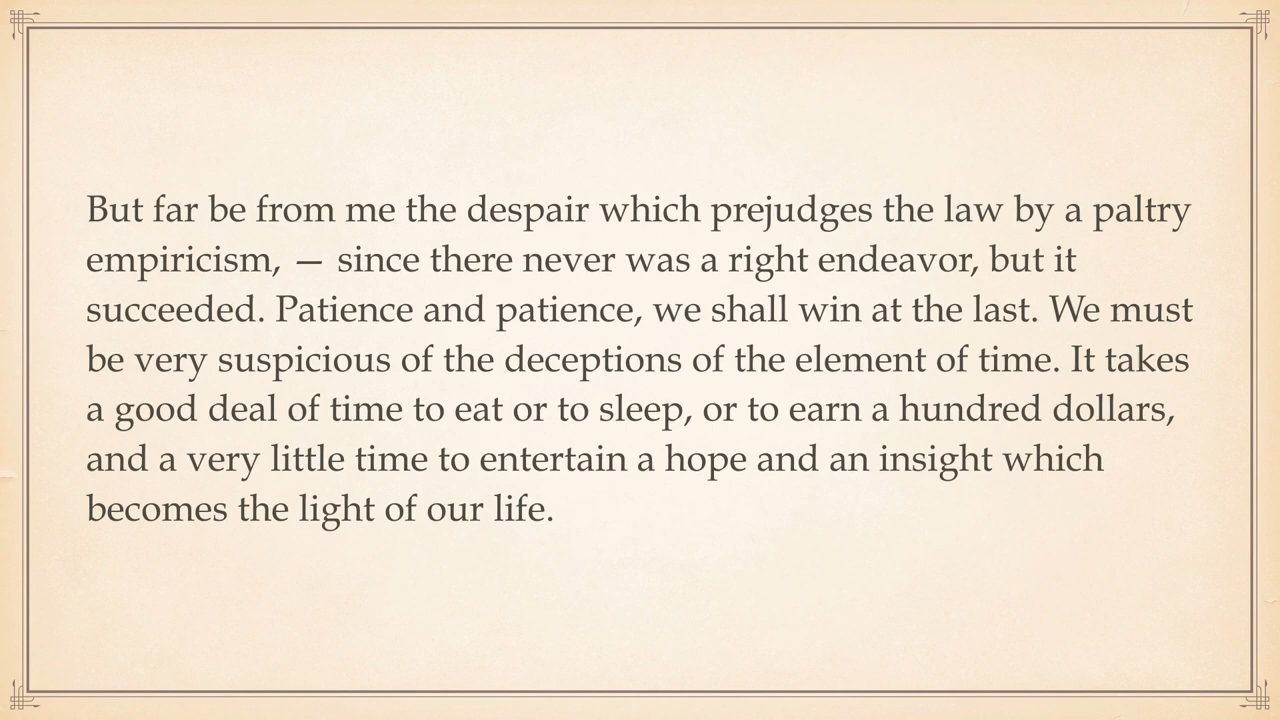 But far be from me the despair which prejudges the law by a paltry
empiricism, — since there never was a right endeavor, but it
succeeded. Patience and patience, we shall win at the last. We must
be very suspicious of the deceptions of the element of time. It takes
a good deal of time to eat or to sleep, or to earn a hundred dollars,
and a very little time to entertain a hope and an insight which
becomes the light of our life.